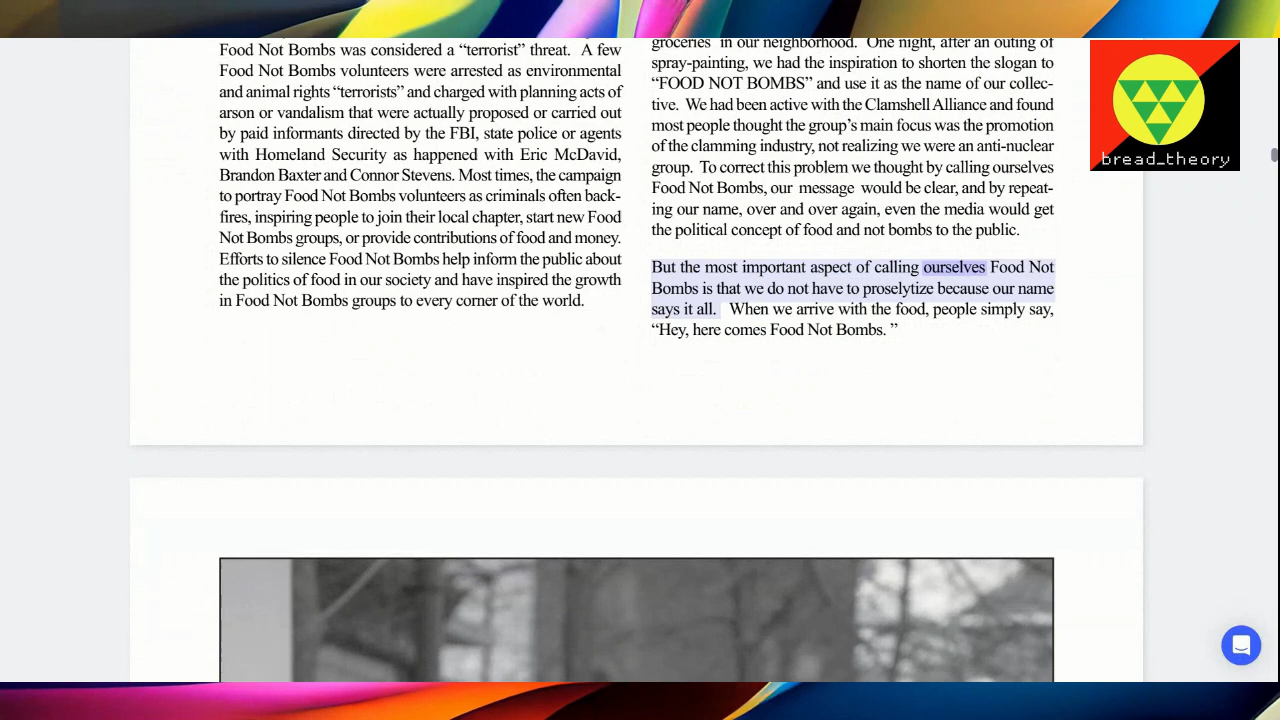 Food Not Bombs was considered a “terrorist” threat.  A few
Food Not Bombs volunteers were arrested as environmental
and animal rights “terrorists” and charged with planning acts of
arson or vandalism that were actually proposed or carried out
by paid informants directed by the FBI, state police or agents
with Homeland Security as happened with Eric McDavid,
Brandon Baxter and Connor Stevens. Most times, the campaign
to portray Food Not Bombs volunteers as criminals often back-
fires, inspiring people to join their local chapter, start new Food
Not Bombs groups, or provide contributions of food and money.
Efforts to silence Food Not Bombs help inform the public about
the politics of food in our society and have inspired the growth
in Food Not Bombs groups to every corner of the world.
groceries” in our neighborhood.  One night, after an outing of
spray-painting, we had the inspiration to shorten the slogan to
“FOOD NOT BOMBS” and use it as the name of our collec-
tive.  We had been active with the Clamshell Alliance and found
most people thought the group’s main focus was the promotion
of the clamming industry, not realizing we were an anti-nuclear
group.  To correct this problem we thought by calling ourselves
Food Not Bombs, our message would be clear, and by repeat-
ing our name, over and over again, even the media would get
the political concept of food and not bombs to the public.
But the most important aspect of calling ourselves Food Not
Bombs is that we do not have to proselytize because our name
says it all.  When we arrive with the food, people simply say,
“Hey, here comes Food Not Bombs. ”
bread_theory